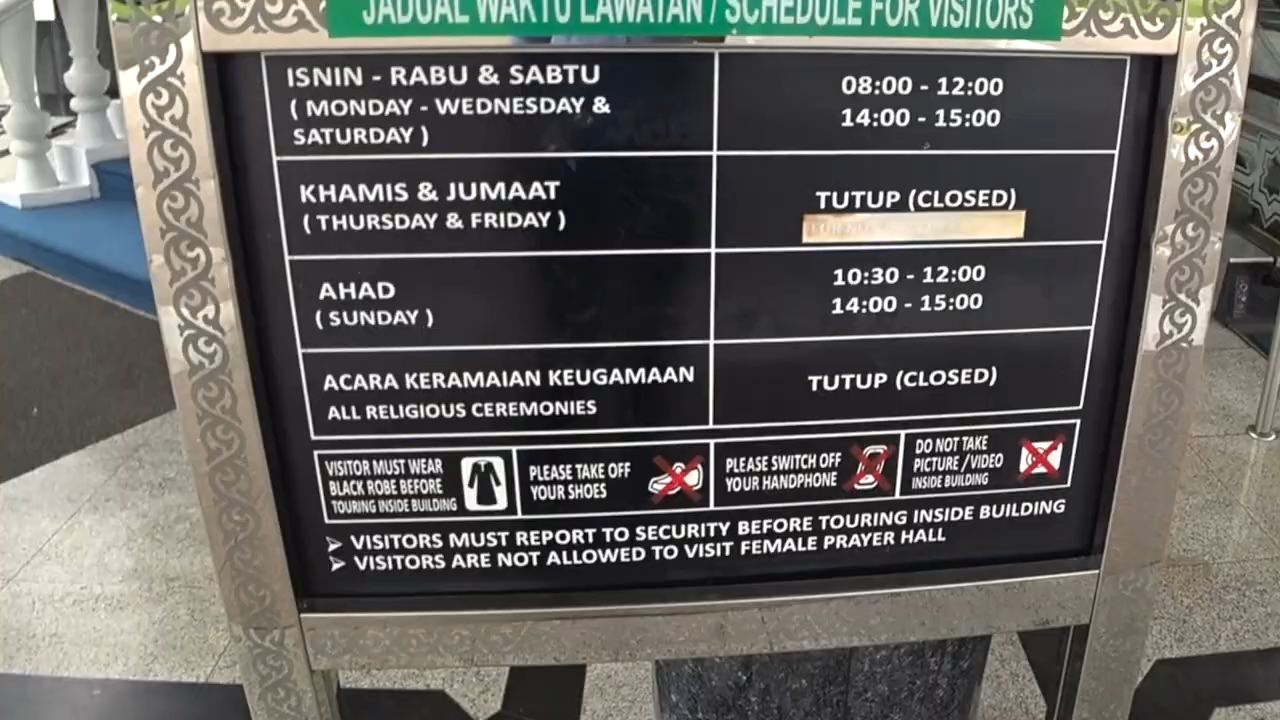 JADUAL WAKTU LAWATAN / SCHEDULE FOR VISITORS
ISNIN - RABU & SABTU
( MONDAY - WEDNESDAY &
SATURDAY )
08:00 - 12:00
14:00 - 15:00
KHAMIS & JUMAAT
( THURSDAY & FRIDAY )
TUTUP (CLOSED)
AHAD
( SUNDAY )
10:30 - 12:00
14:00 - 15:00
ACARA KERAMAIAN KEUGAMAAN
ALL RELIGIOUS CEREMONIES
TUTUP (CLOSED)
VISITOR MUST WEAR
BLACK ROBE BEFORE
TOURING INSIDE BUILDING
PLEASE TAKE OFF
YOUR SHOES
PLEASE SWITCH OFF
YOUR HANDPHONE
DO NOT TAKE
PICTURE / VIDEO
INSIDE BUILDING
VISITORS MUST REPORT TO SECURITY BEFORE TOURING INSIDE BUILDING
VISITORS ARE NOT ALLOWED TO VISIT FEMALE PRAYER HALL